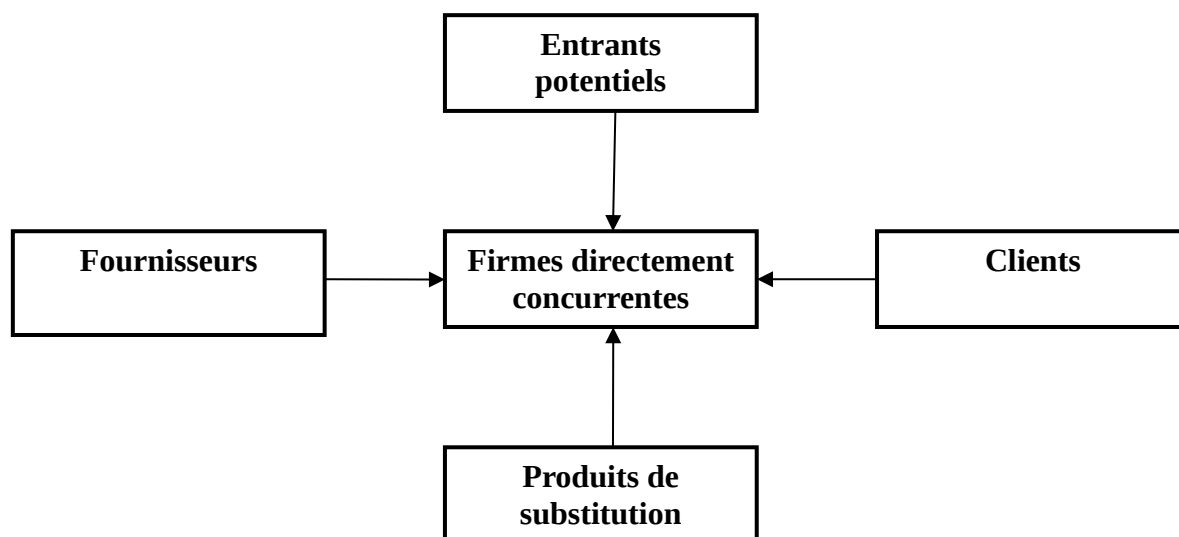 Entrants
potentiels
Fournisseurs
Firmes directement
concurrentes
Clients
Produits de
substitution